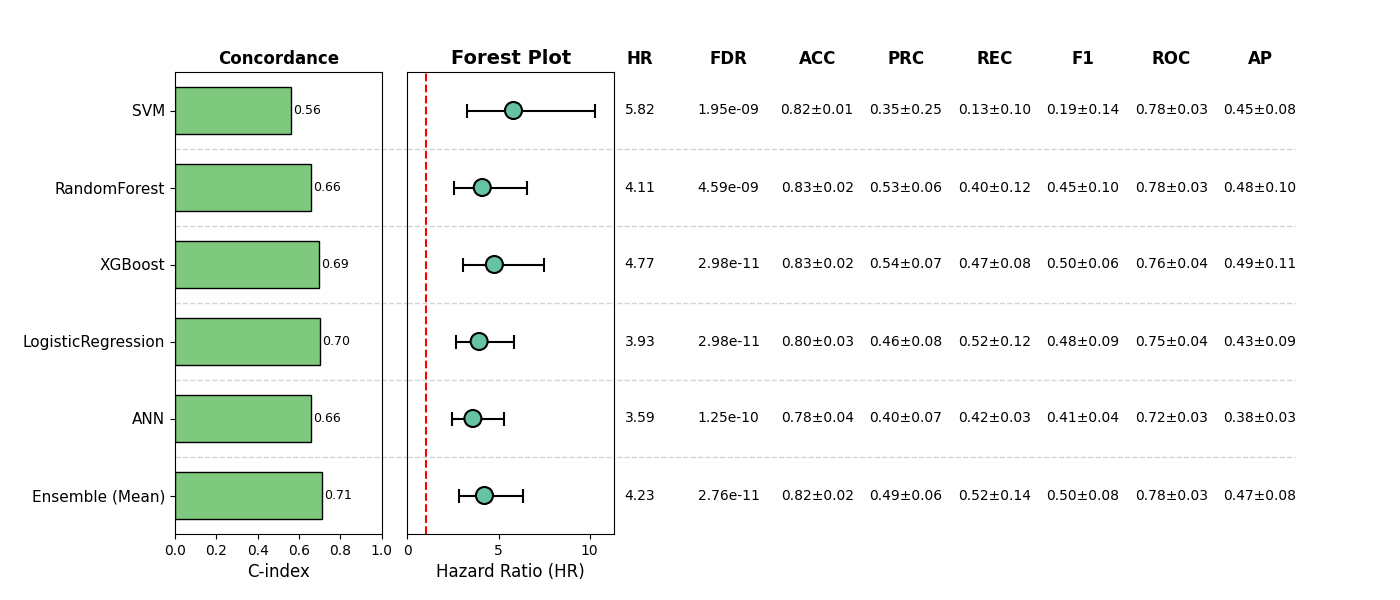 Concordance Forest Plot HR FDR ACC PRC REC F1 ROC AP
SVM 0.56 5.82 1.95e-09 0.82±0.01 0.35±0.25 0.13±0.10 0.19±0.14 0.78±0.03 0.45±0.08
RandomForest 0.66 4.11 4.59e-09 0.83±0.02 0.53±0.06 0.40±0.12 0.45±0.10 0.78±0.03 0.48±0.10
XGBoost 0.69 4.77 2.98e-11 0.83±0.02 0.54±0.07 0.47±0.08 0.50±0.06 0.76±0.04 0.49±0.11
LogisticRegression 0.70 3.93 2.98e-11 0.80±0.03 0.46±0.08 0.52±0.12 0.48±0.09 0.75±0.04 0.43±0.09
ANN 0.66 3.59 1.25e-10 0.78±0.04 0.40±0.07 0.42±0.03 0.41±0.04 0.72±0.03 0.38±0.03
Ensemble (Mean) 0.71 4.23 2.76e-11 0.82±0.02 0.49±0.06 0.52±0.14 0.50±0.08 0.78±0.03 0.47±0.08
0.0 0.2 0.4 0.6 0.8 1.0 0 5 10
C-index Hazard Ratio (HR)